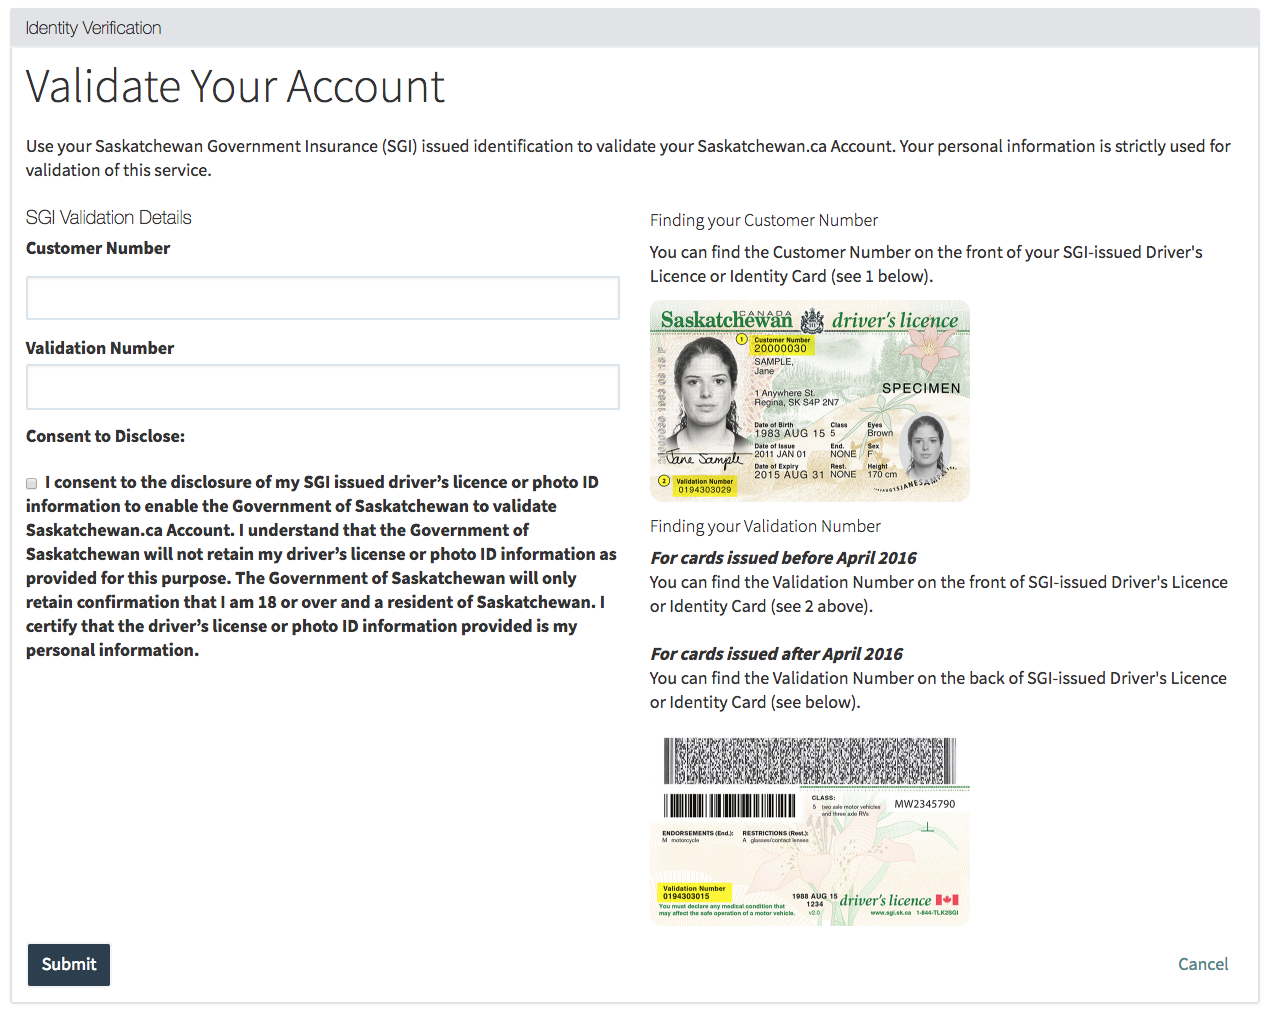 Identity Verification
Validate Your Account
Use your Saskatchewan Government Insurance (SGI) issued identification to validate your Saskatchewan.ca Account. Your personal information is strictly used for
validation of this service.
SGI Validation Details
Customer Number
Validation Number
Consent to Disclose:
I consent to the disclosure of my SGI issued driver’s licence or photo ID
information to enable the Government of Saskatchewan to validate
Saskatchewan.ca Account. I understand that the Government of
Saskatchewan will not retain my driver’s license or photo ID information as
provided for this purpose. The Government of Saskatchewan will only
retain confirmation that I am 18 or over and a resident of Saskatchewan. I
certify that the driver’s license or photo ID information provided is my
personal information.
Finding your Customer Number
You can find the Customer Number on the front of your SGI-issued Driver's
Licence or Identity Card (see 1 below).
CANADA
Saskatchewan driver's licence
1 Customer Number
20000030
SAMPLE,
Jane
SPECIMEN
1 Anywhere St.
Regina, SK S4P 2N7
Date of Birth Class Eyes
1983 AUG 15 5 Brown
Date of Issue End. Sex
2011 JAN 01 NONE F
Date of Expiry Rest. Height
2015 AUG 31 NONE 170 cm
Jane Sample
2 Validation Number
0194303029
Finding your Validation Number
For cards issued before April 2016
You can find the Validation Number on the front of SGI-issued Driver's Licence
or Identity Card (see 2 above).
For cards issued after April 2016
You can find the Validation Number on the back of SGI-issued Driver's Licence
or Identity Card (see below).
CLASS:
5 two axle motor vehicles
and three axle RVs
MW2345790
ENDORSEMENTS (End.): RESTRICTIONS (Rest.):
M motorcycle A glasses/contact lenses
Validation Number
0194303015
You must declare any medical condition that
may affect the safe operation of a motor vehicle.
1988 AUG 15
1234
v2.0
driver's licence
www.sgi.sk.ca 1-844-TLK2SGI
Submit
Cancel